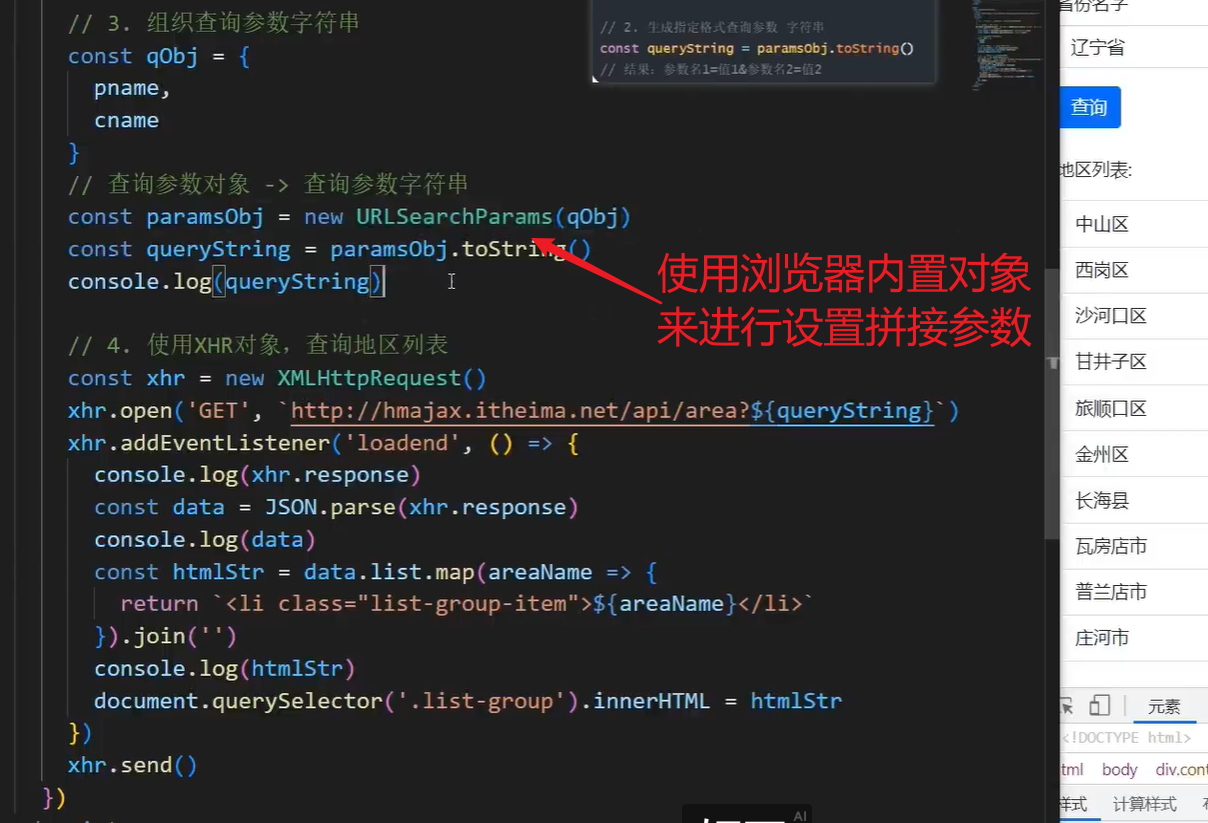 // 3. 组织查询参数字符串
const qObj = {
pname,
cname
}
// 查询参数对象 -> 查询参数字符串
const paramsObj = new URLSearchParams(qObj)
const queryString = paramsObj.toString()
console.log(queryString)
// 4. 使用XHR对象，查询地区列表
const xhr = new XMLHttpRequest()
xhr.open('GET', `http://hmajax.itheima.net/api/area?${queryString}`)
xhr.addEventListener('loadend', () => {
console.log(xhr.response)
const data = JSON.parse(xhr.response)
console.log(data)
const htmlStr = data.list.map(areaName => {
return `<li class="list-group-item">${areaName}</li>`
}).join('')
console.log(htmlStr)
document.querySelector('.list-group').innerHTML = htmlStr
})
xhr.send()
})
// 2. 生成指定格式查询参数 字符串
const queryString = paramsObj.toString()
// 结果：参数名1=值1&参数名2=值2
使用浏览器内置对象
来进行设置拼接参数
省份名字
辽宁省
查询
地区列表:
中山区
西岗区
沙河口区
甘井子区
旅顺口区
金州区
长海县
瓦房店市
普兰店市
庄河市
元素
<!DOCTYPE html>
tml body div.cont
样式 计算样式
AI